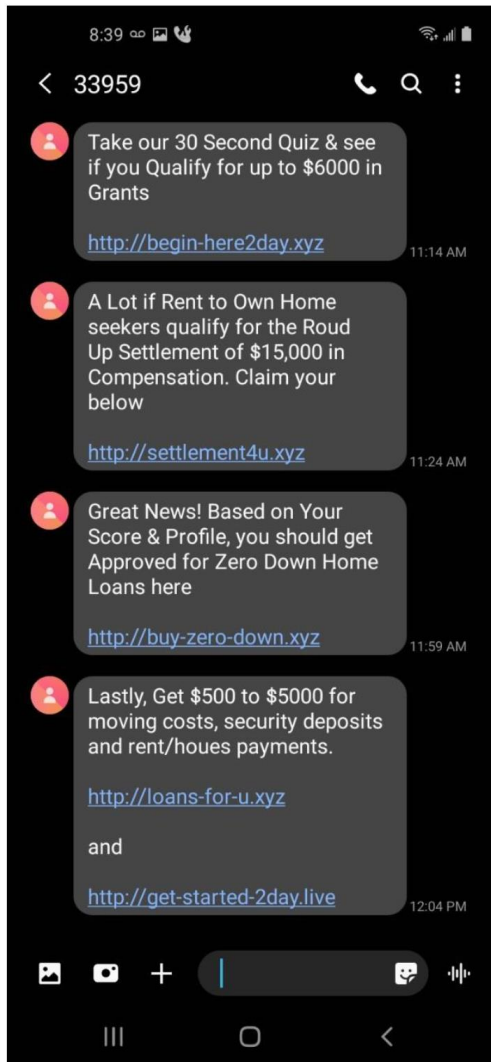 8:39
33959
Take our 30 Second Quiz & see
if you Qualify for up to $6000 in
Grants
http://begin-here2day.xyz
11:14 AM
A Lot if Rent to Own Home
seekers qualify for the Roud
Up Settlement of $15,000 in
Compensation. Claim your
below
http://settlement4u.xyz
11:24 AM
Great News! Based on Your
Score & Profile, you should get
Approved for Zero Down Home
Loans here
http://buy-zero-down.xyz
11:59 AM
Lastly, Get $500 to $5000 for
moving costs, security deposits
and rent/houes payments.
http://loans-for-u.xyz
and
http://get-started-2day.live
12:04 PM